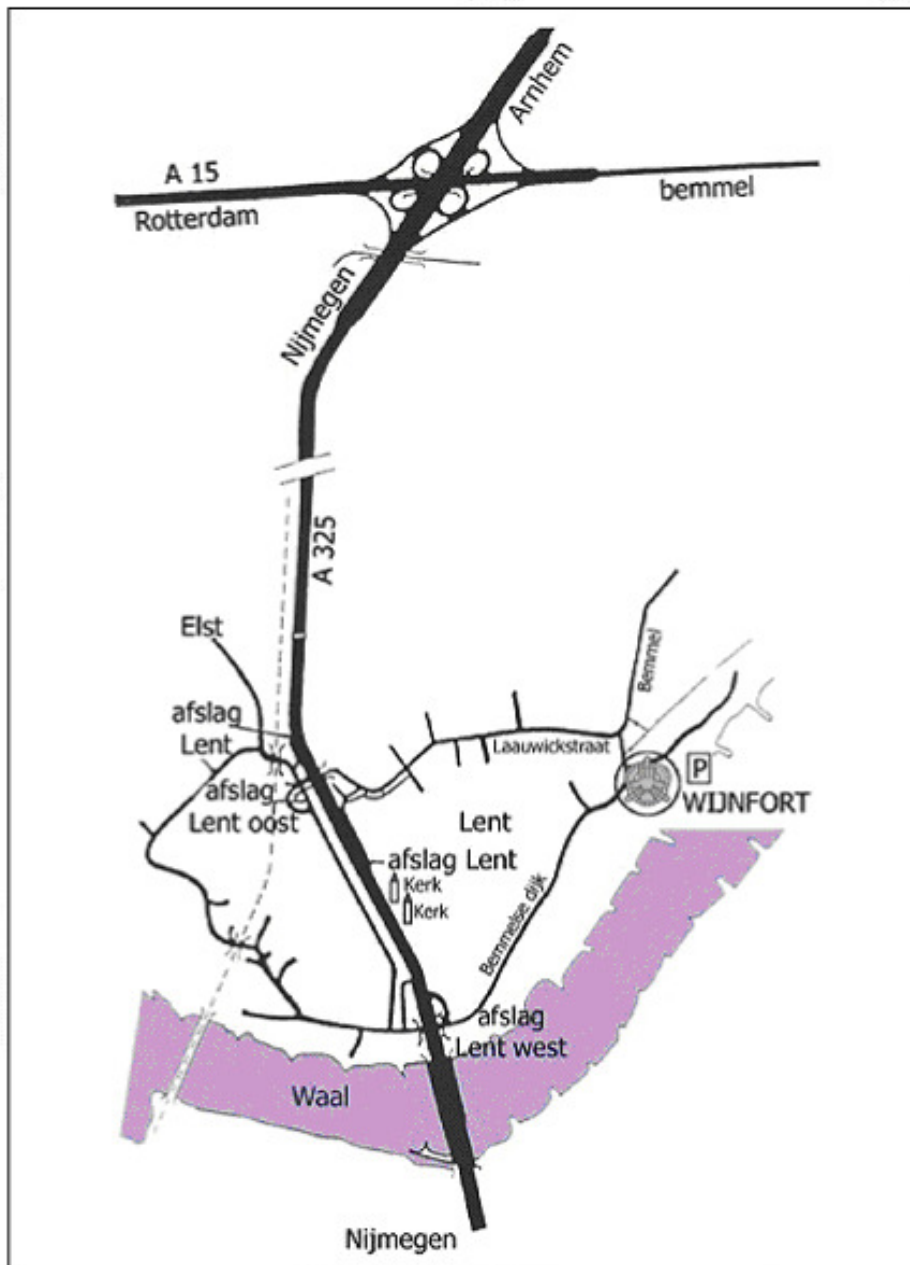 Arnhem
A 15
Rotterdam
bemmel
Nijmegen
A 325
Elst
Bemmel
afslag
Lent
Laauwickstraat
P
WIJNFORT
afslag
Lent oost
Lent
afslag Lent
Kerk
Kerk
Bemmelse dijk
afslag
Lent west
Waal
Nijmegen